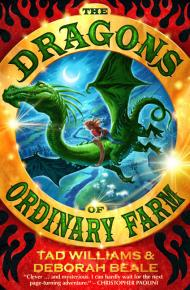 THE
DRAGONS
OF
ORDINARY FARM
TAD WILLIAMS &
DEBORAH BEALE
"Clever ... and mysterious. I can hardly wait for the next
page-turning adventure." – CHRISTOPHER PAOLINI